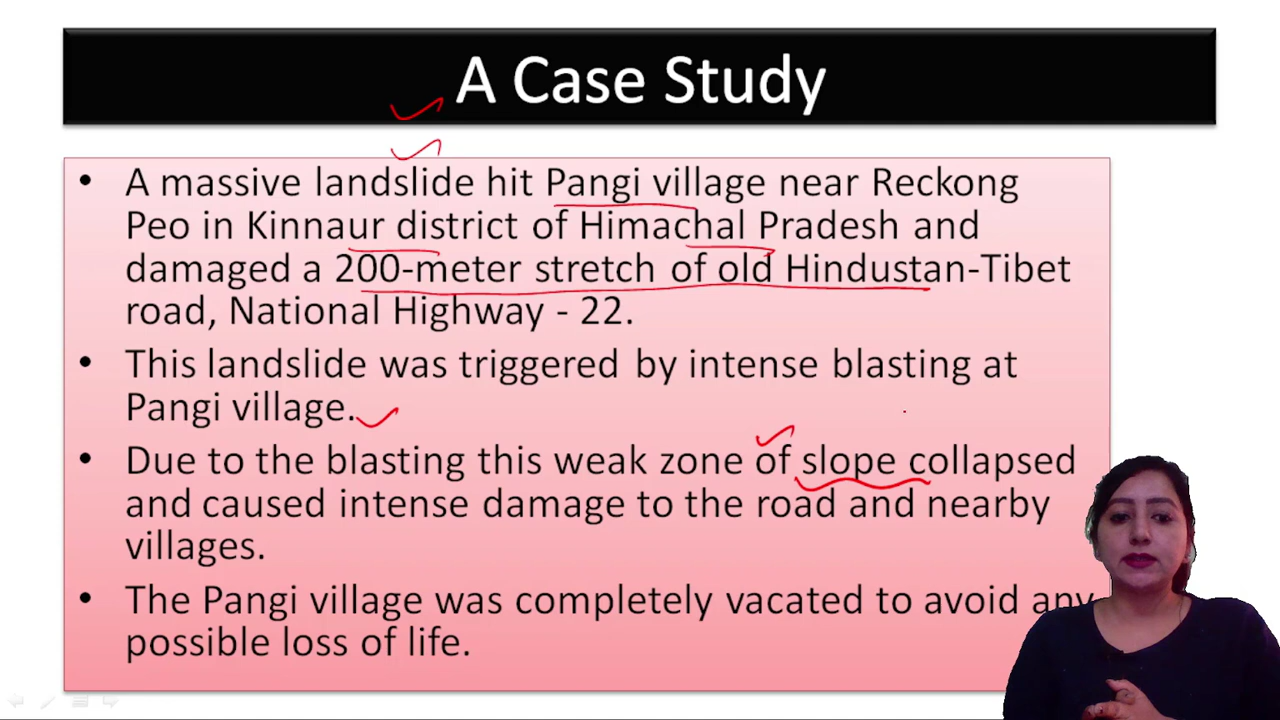 A Case Study
• A massive landslide hit Pangi village near Reckong
Peo in Kinnaur district of Himachal Pradesh and
damaged a 200-meter stretch of old Hindustan-Tibet
road, National Highway - 22.
• This landslide was triggered by intense blasting at
Pangi village.
• Due to the blasting this weak zone of slope collapsed
and caused intense damage to the road and nearby
villages.
• The Pangi village was completely vacated to avoid any
possible loss of life.